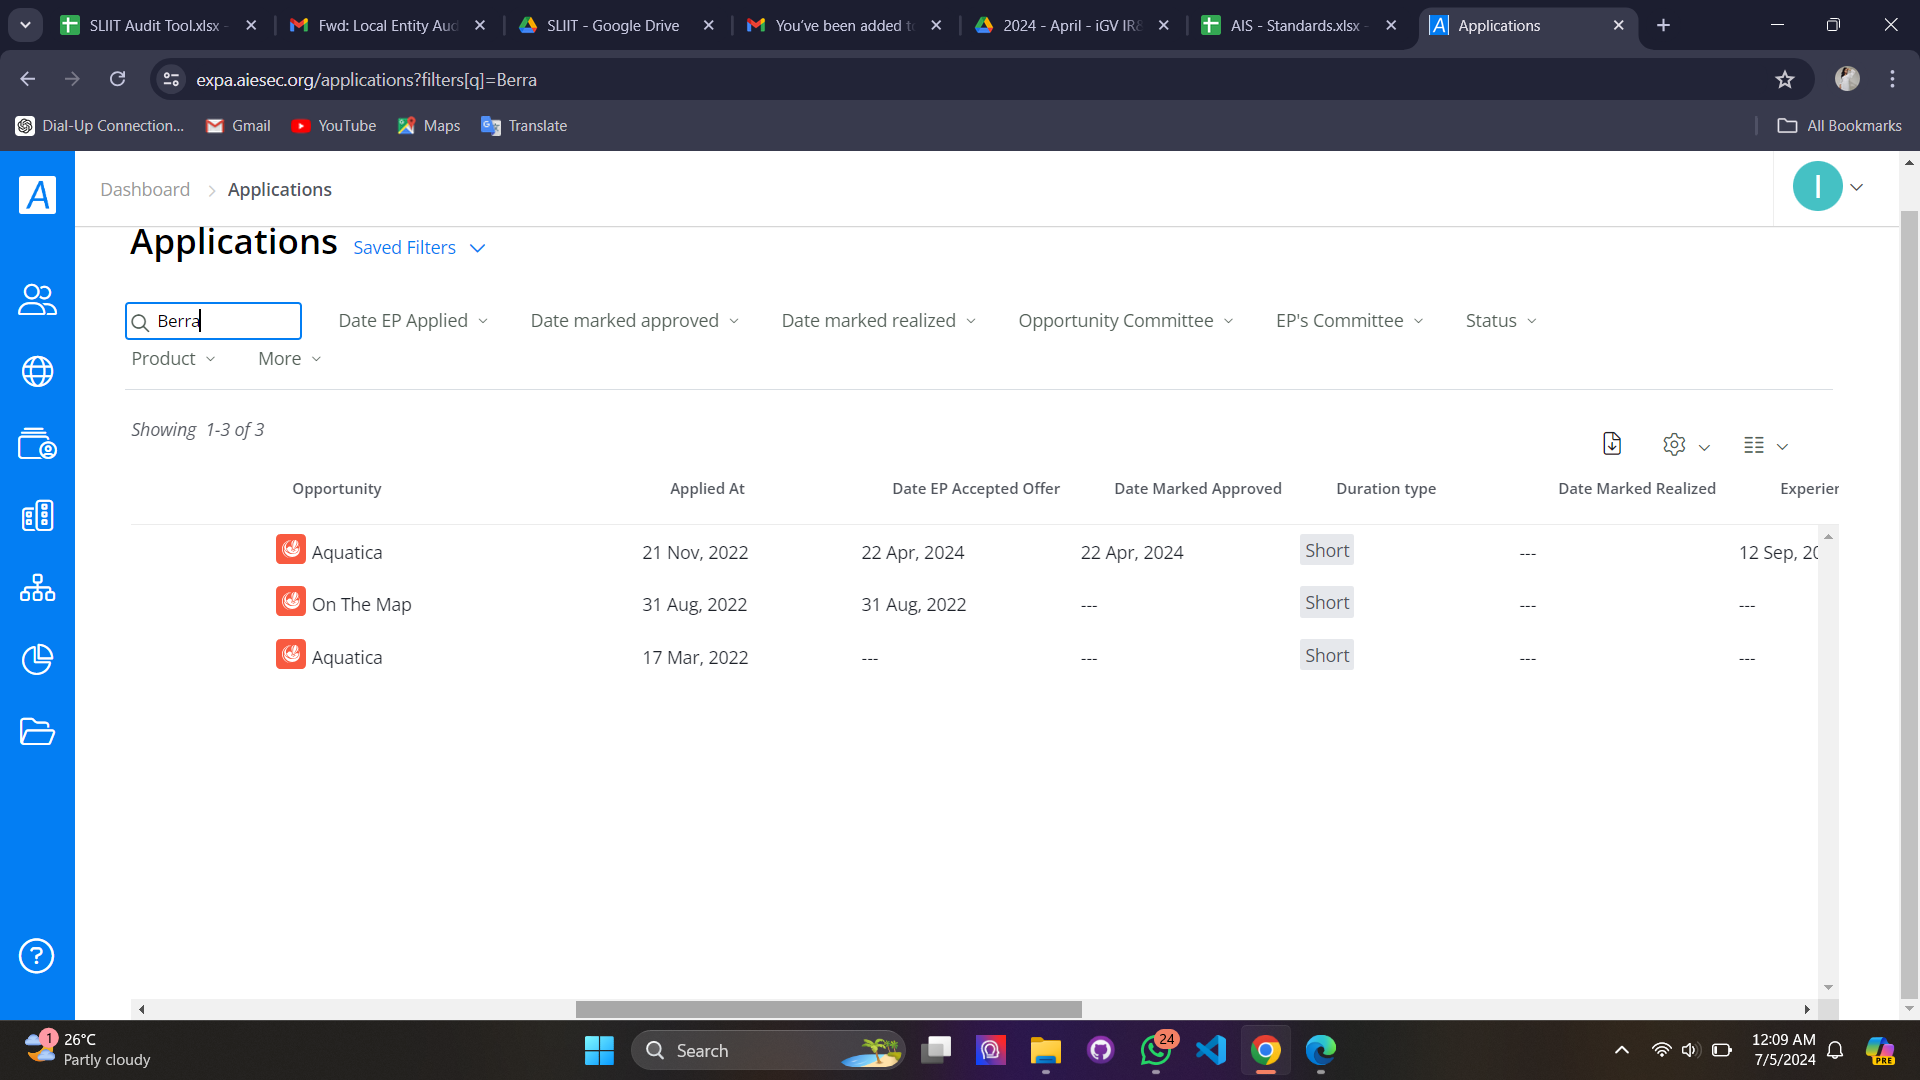 SLIIT Audit Tool.xlsx -
Fwd: Local Entity Aud
SLIIT - Google Drive
You've been added to
2024 - April - iGV IR&
AIS - Standards.xlsx -
Applications
expa.aiesec.org/applications?filters[q]=Berra
Dial-Up Connection...
Gmail
YouTube
Maps
Translate
All Bookmarks
A
Dashboard
Applications
I
Applications
Saved Filters
Berra
Date EP Applied
Date marked approved
Date marked realized
Opportunity Committee
EP's Committee
Status
Product
More
Showing 1-3 of 3
Opportunity Applied At Date EP Accepted Offer Date Marked Approved Duration type Date Marked Realized Experien
Aquatica 21 Nov, 2022 22 Apr, 2024 22 Apr, 2024 Short --- 12 Sep, 20
On The Map 31 Aug, 2022 31 Aug, 2022 --- Short --- ---
Aquatica 17 Mar, 2022 --- --- Short --- ---
?
1
26°C
Partly cloudy
Search
24
12:09 AM
7/5/2024
PRE